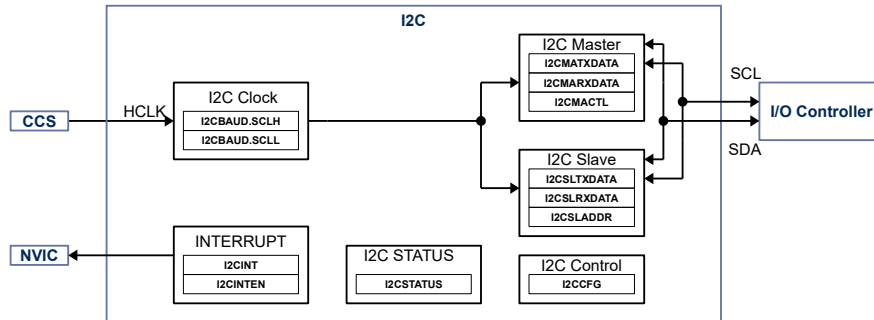 I2C
CCS
HCLK
I2C Clock
I2CBAUD.SCLH
I2CBAUD.SCLL
I2C Master
I2CMATXDATA
I2CMARXDATA
I2CMACTL
I2C Slave
I2CSLTXDATA
I2CSLRXDATA
I2CSLADDR
SCL
SDA
I/O Controller
NVIC
INTERRUPT
I2CINT
I2CINTEN
I2C STATUS
I2CSTATUS
I2C Control
I2CCFG